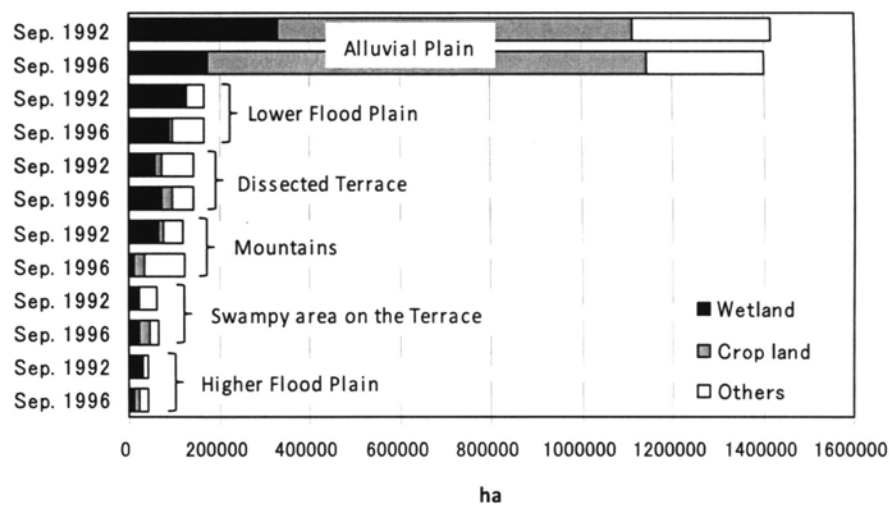 Sep. 1992
Alluvial Plain
Sep. 1996
Sep. 1992
Lower Flood Plain
Sep. 1996
Sep. 1992
Dissected Terrace
Sep. 1996
Sep. 1992
Mountains
Sep. 1996
Sep. 1992
Swampy area on the Terrace
Sep. 1996
Sep. 1992
Higher Flood Plain
Sep. 1996
Wetland
Crop land
Others
0 200000 400000 600000 800000 1000000 1200000 1400000 1600000
ha